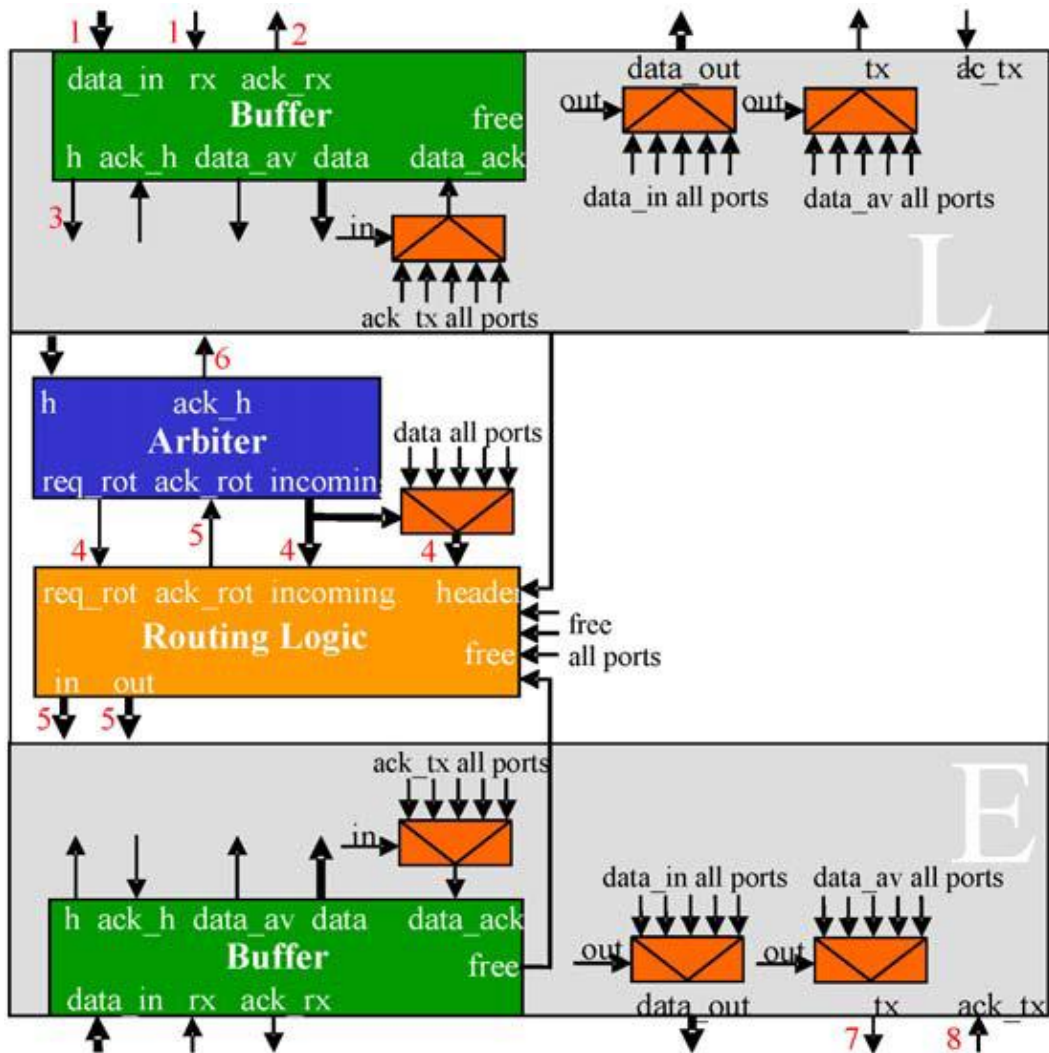 1 1 2
data_in rx ack_rx
Buffer
free
h ack_h data_av data data_ack
3
in
ack_tx all ports
data_out tx ac_tx
out out
data_in all ports data_av all ports
L
6
h ack_h
Arbiter
req_rot ack_rot incoming
data all ports
4 5 4 4
req_rot ack_rot incoming header
Routing Logic
free
in out
free
all ports
5 5
ack_tx all ports
E
in
h ack_h data_av data data_ack
Buffer
free
data_in rx ack_rx
data_in all ports data_av all ports
out out
data_out tx ack_tx
7 8